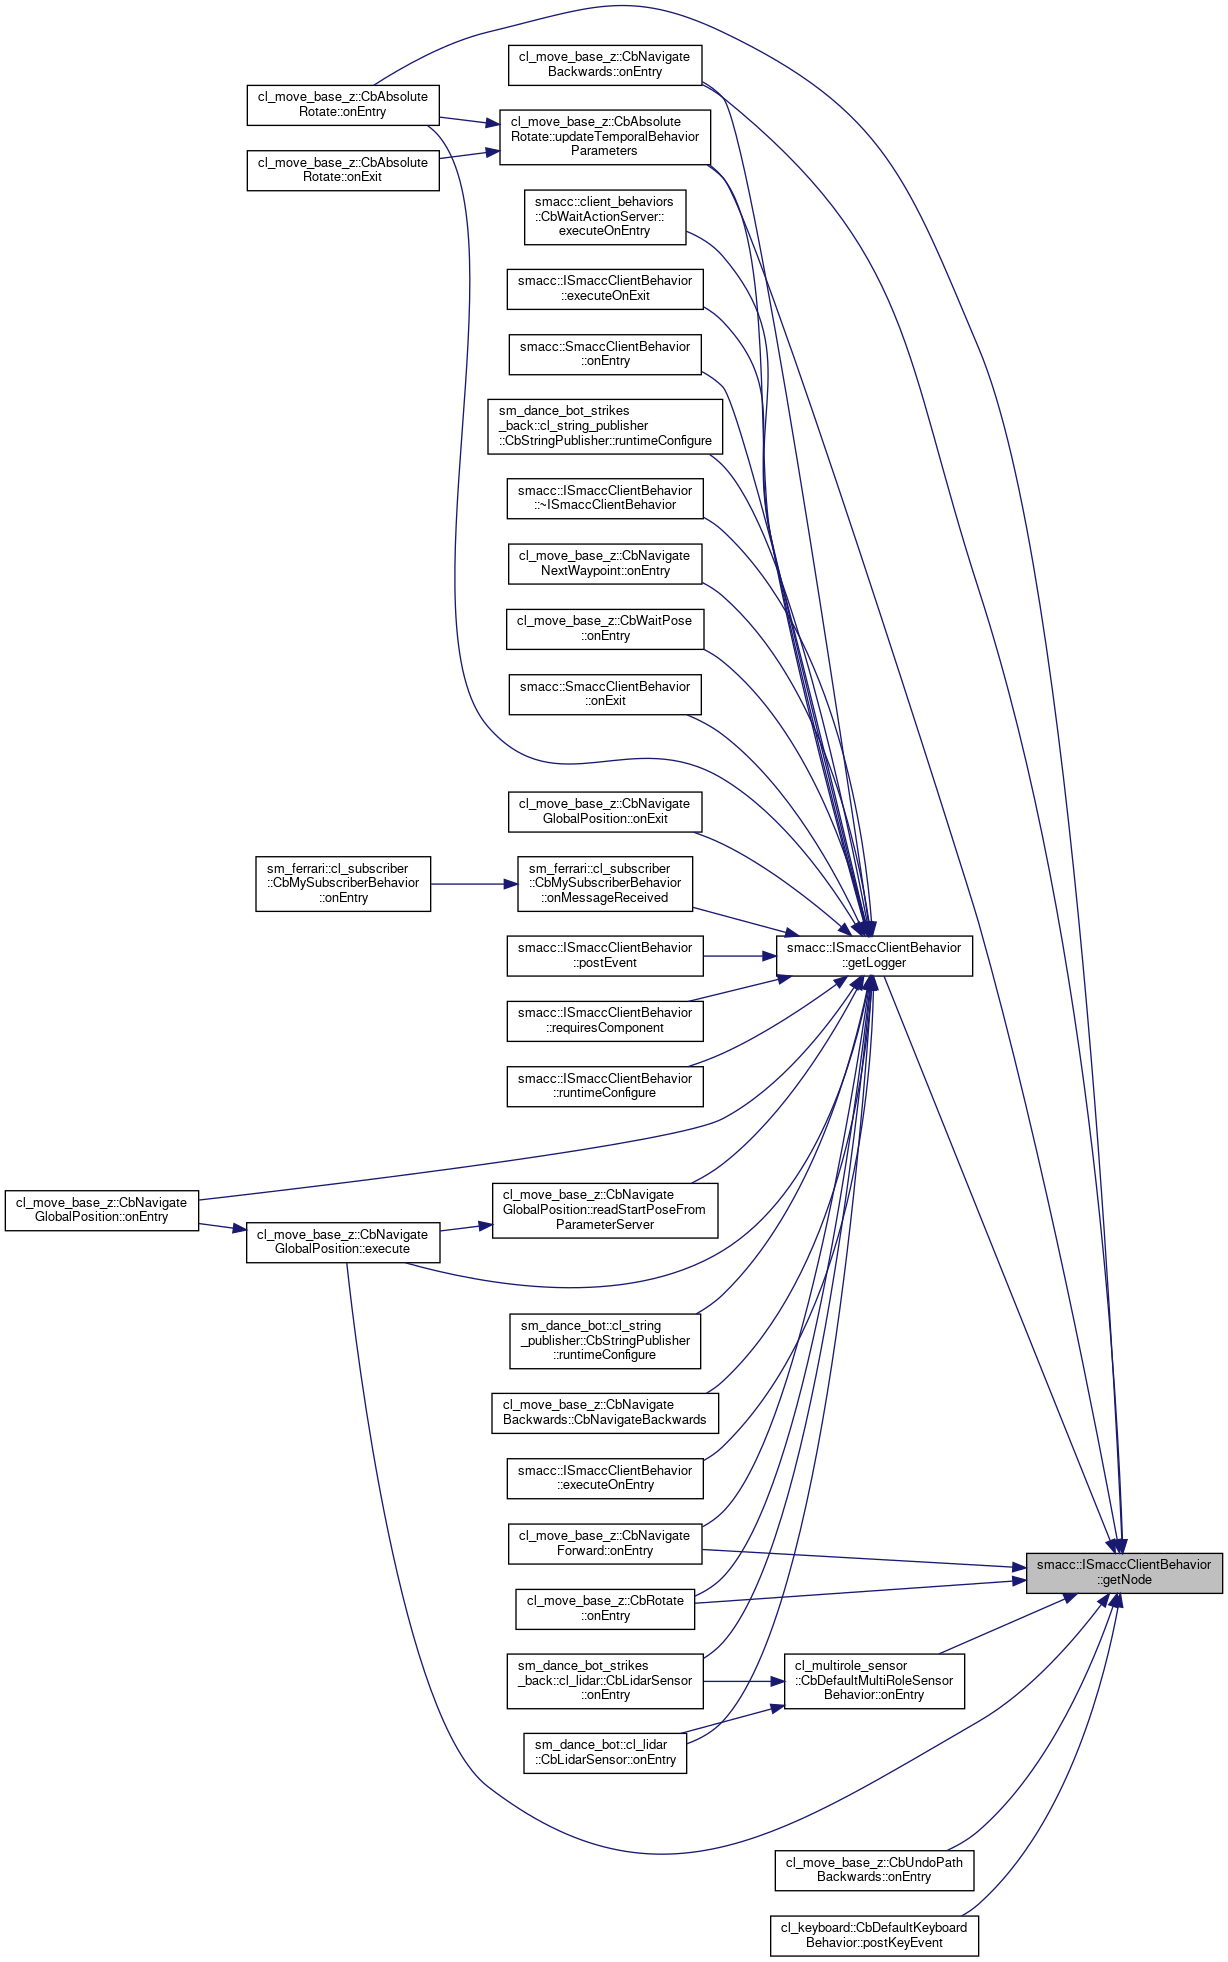 cl_move_base_z::CbNavigate
Backwards::onEntry
cl_move_base_z::CbAbsolute
Rotate::onEntry
cl_move_base_z::CbAbsolute
Rotate::updateTemporalBehavior
Parameters
cl_move_base_z::CbAbsolute
Rotate::onExit
smacc::client_behaviors
::CbWaitActionServer::
executeOnEntry
smacc::ISmaccClientBehavior
::executeOnExit
smacc::SmaccClientBehavior
::onEntry
sm_dance_bot_strikes
_back::cl_string_publisher
::CbStringPublisher::runtimeConfigure
smacc::ISmaccClientBehavior
::~ISmaccClientBehavior
cl_move_base_z::CbNavigate
NextWaypoint::onEntry
cl_move_base_z::CbWaitPose
::onEntry
smacc::SmaccClientBehavior
::onExit
cl_move_base_z::CbNavigate
GlobalPosition::onExit
sm_ferrari::cl_subscriber
::CbMySubscriberBehavior
::onEntry
sm_ferrari::cl_subscriber
::CbMySubscriberBehavior
::onMessageReceived
smacc::ISmaccClientBehavior
::postEvent
smacc::ISmaccClientBehavior
::getLogger
smacc::ISmaccClientBehavior
::requiresComponent
smacc::ISmaccClientBehavior
::runtimeConfigure
cl_move_base_z::CbNavigate
GlobalPosition::onEntry
cl_move_base_z::CbNavigate
GlobalPosition::execute
cl_move_base_z::CbNavigate
GlobalPosition::readStartPoseFrom
ParameterServer
sm_dance_bot::cl_string
_publisher::CbStringPublisher
::runtimeConfigure
cl_move_base_z::CbNavigate
Backwards::CbNavigateBackwards
smacc::ISmaccClientBehavior
::executeOnEntry
cl_move_base_z::CbNavigate
Forward::onEntry
smacc::ISmaccClientBehavior
::getNode
cl_move_base_z::CbRotate
::onEntry
sm_dance_bot_strikes
_back::cl_lidar::CbLidarSensor
::onEntry
cl_multirole_sensor
::CbDefaultMultiRoleSensor
Behavior::onEntry
sm_dance_bot::cl_lidar
::CbLidarSensor::onEntry
cl_move_base_z::CbUndoPath
Backwards::onEntry
cl_keyboard::CbDefaultKeyboard
Behavior::postKeyEvent